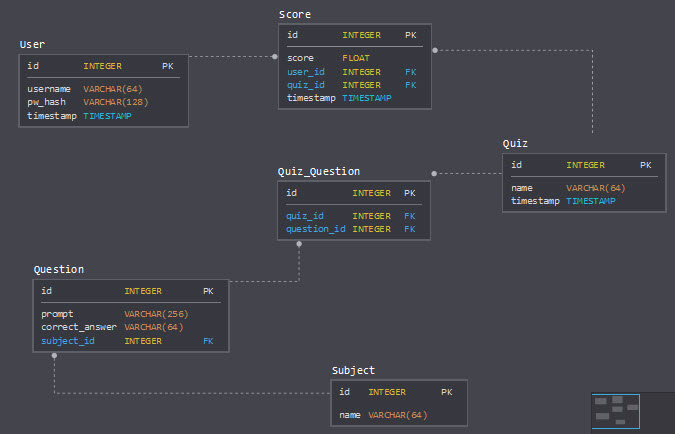 Score
id INTEGER PK
score FLOAT
user_id INTEGER FK
quiz_id INTEGER FK
timestamp TIMESTAMP
User
id INTEGER PK
username VARCHAR(64)
pw_hash VARCHAR(128)
timestamp TIMESTAMP
Quiz
id INTEGER PK
name VARCHAR(64)
timestamp TIMESTAMP
Quiz_Question
id INTEGER PK
quiz_id INTEGER FK
question_id INTEGER FK
Question
id INTEGER PK
prompt VARCHAR(256)
correct_answer VARCHAR(64)
subject_id INTEGER FK
Subject
id INTEGER PK
name VARCHAR(64)